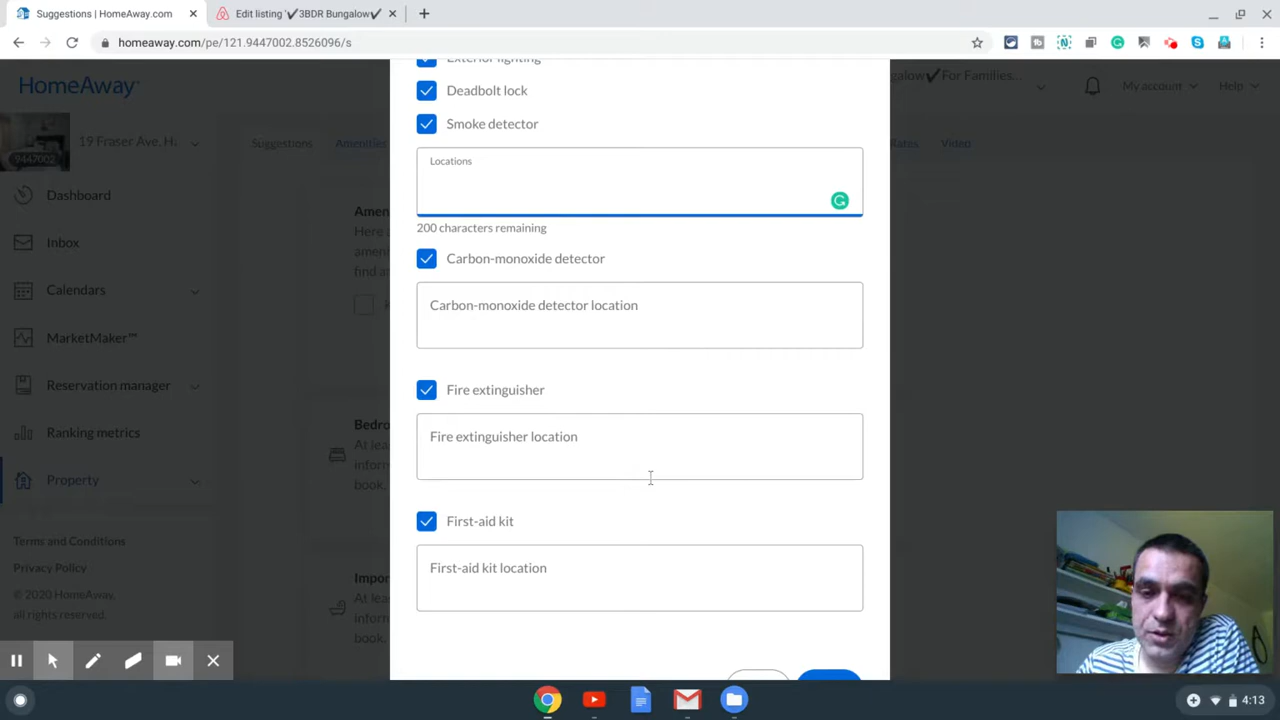 Suggestions | HomeAway.com
Edit listing '✔3BDR Bungalow✔
homeaway.com/pe/121.9447002.8526096/s
HomeAway
galow✔For Families...
My account
Help
Exterior lighting
Deadbolt lock
Smoke detector
Locations
200 characters remaining
Carbon-monoxide detector
Carbon-monoxide detector location
Fire extinguisher
Fire extinguisher location
First-aid kit
First-aid kit location
19 Fraser Ave, Ha
9447002
Dashboard
Inbox
Calendars
MarketMaker™
Reservation manager
Ranking metrics
Property
Terms and Conditions
Privacy Policy
© 2020 HomeAway,
all rights reserved.
Suggestions
Amenities
Rates
Video
Amen
Here a
ameni
find a
Bedro
At lea
inform
book.
Impor
At lea
inform
book.
4:13